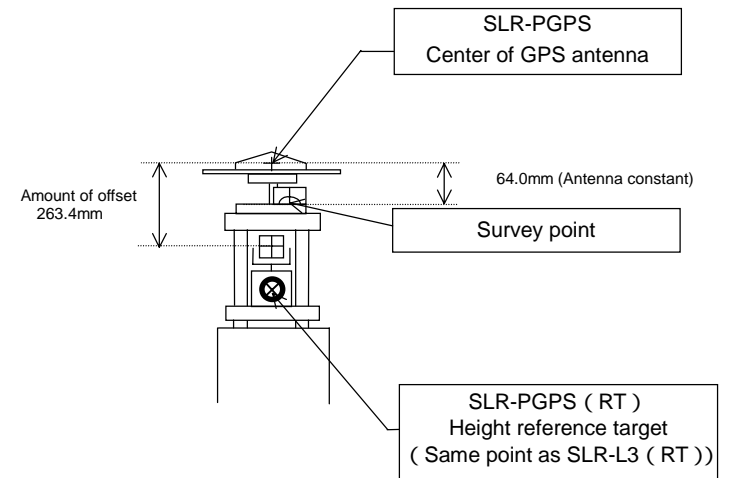 SLR-PGPS
Center of GPS antenna
Amount of offset
263.4mm
64.0mm (Antenna constant)
Survey point
SLR-PGPS ( RT )
Height reference target
( Same point as SLR-L3 ( RT ) )